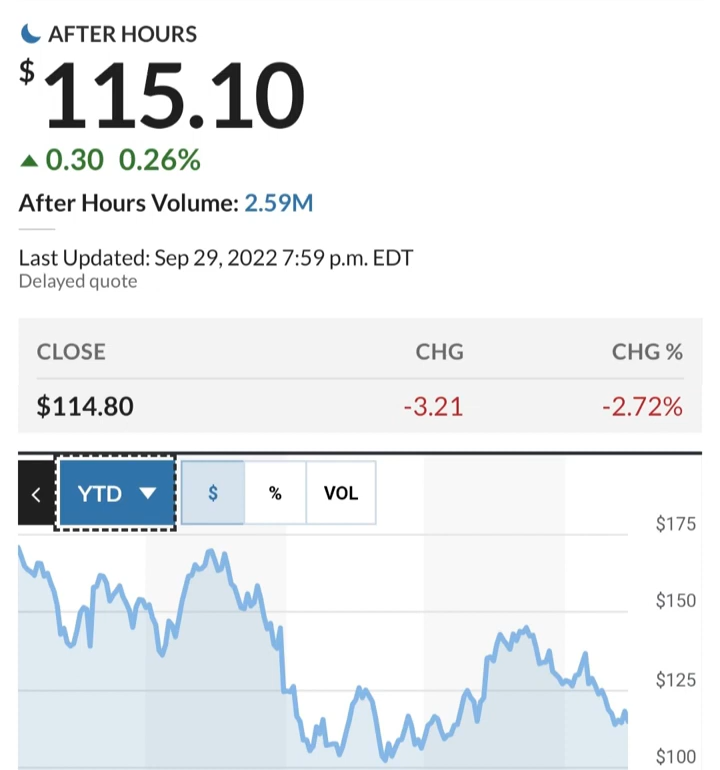 AFTER HOURS
$115.10
0.30 0.26%
After Hours Volume: 2.59M
Last Updated: Sep 29, 2022 7:59 p.m. EDT
Delayed quote
CLOSE CHG CHG %
$114.80 -3.21 -2.72%
YTD $ % VOL
$175
$150
$125
$100